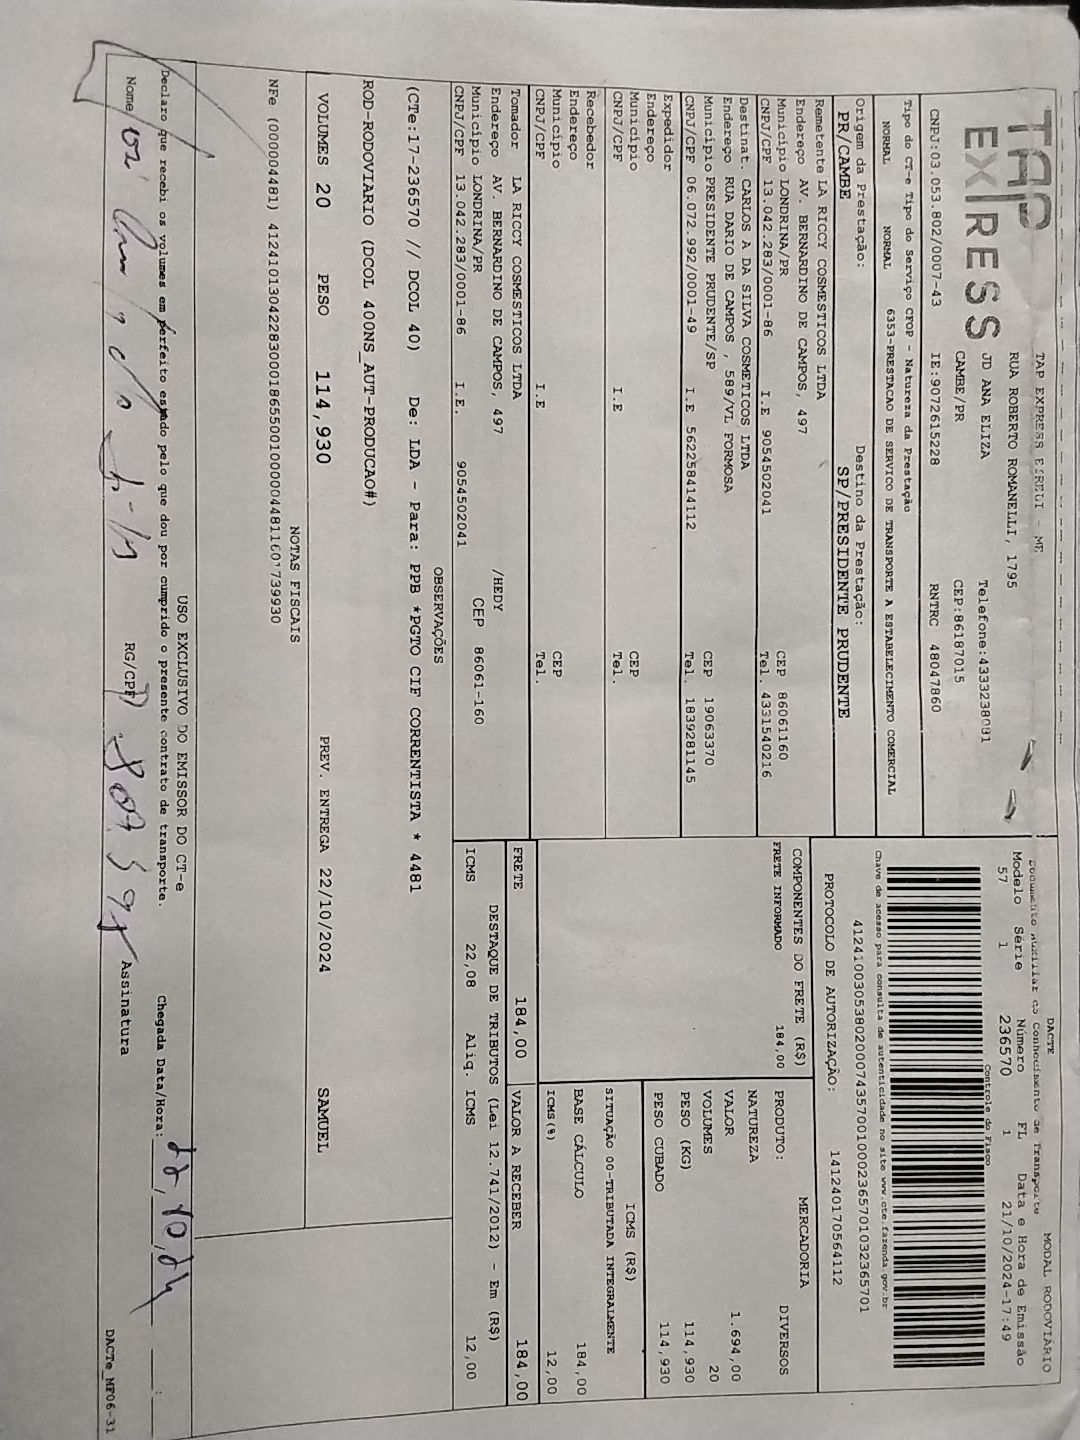 TAP
EXPRESS
TAP EXPRESS EIRELI - ME
RUA ROBERTO ROMANELLI, 1795
JD ANA ELIZA Telefone:4333238081
CAMBE/PR CEP:86187015
CNPJ:03.053.802/0007-43 IE:9072615228 RNTRC 48047860
DACTE MODAL RODOVIÁRIO
Documento Auxiliar do Conhecimento de Transporte
Modelo Série Número FL Data e Hora de Emissão
57 1 236570 1 21/10/2024-17:49
Controle do Fisco
Chave de acesso para consulta de autenticidade no site www.cte.fazenda.gov.br
41241003053802000743570010002365701032365701
PROTOCOLO DE AUTORIZAÇÃO: 141240170564112
Tipo do CT-e Tipo do Serviço CFOP - Natureza da Prestação
NORMAL NORMAL 6353-PRESTACAO DE SERVICO DE TRANSPORTE A ESTABELECIMENTO COMERCIAL
Origem da Prestação: Destino da Prestação:
PR/CAMBE SP/PRESIDENTE PRUDENTE
Remetente LA RICCY COSMESTICOS LTDA
Endereço AV. BERNARDINO DE CAMPOS, 497
Município LONDRINA/PR CEP 86061160
CNPJ/CPF 13.042.283/0001-86 I.E 9054502041 Tel. 4331540216
Destinat. CARLOS A DA SILVA COSMETICOS LTDA
Endereço RUA DARIO DE CAMPOS , 589/VL FORMOSA
Município PRESIDENTE PRUDENTE/SP CEP 19063370
CNPJ/CPF 06.072.992/0001-49 I.E 562258414112 Tel. 1839281145
Expedidor
Endereço
Município CEP
CNPJ/CPF I.E Tel.
Recebedor
Endereço
Município CEP
CNPJ/CPF I.E Tel.
Tomador LA RICCY COSMESTICOS LTDA
Endereço AV. BERNARDINO DE CAMPOS, 497 /HEDY
Município LONDRINA/PR CEP 86061-160
CNPJ/CPF 13.042.283/0001-86 I.E. 9054502041
COMPONENTES DO FRETE (R$)
FRETE INFORMADO 184,00
PRODUTO: MERCADORIA DIVERSOS
NATUREZA
VALOR 1.694,00
VOLUMES 20
PESO (KG) 114,930
PESO CUBADO 114,930
ICMS (R$)
SITUAÇÃO 00-TRIBUTADA INTEGRALMENTE
BASE CÁLCULO 184,00
ICMS(%) 12,00
FRETE 184,00 VALOR A RECEBER 184,00
DESTAQUE DE TRIBUTOS (Lei 12.741/2012) - Em (R$)
ICMS 22,08 Aliq. ICMS 12,00
OBSERVAÇÕES
(CTe:17-236570 // DCOL 40) De: LDA - Para: PPB *PGTO CIF CORRENTISTA * 4481
ROD-RODOVIARIO (DCOL 400NS_AUT-PRODUCAO#)
VOLUMES 20 PESO 114,930 PREV. ENTREGA 22/10/2024 SAMUEL
NOTAS FISCAIS
NFe (000004481) 41241013042283000186550010000044811601739930
USO EXCLUSIVO DO EMISSOR DO CT-e
Declaro que recebi os volumes em perfeito estado pelo que dou por cumprido o presente contrato de transporte. Chegada Data/Hora: 22,10,24 :
Nome RG/CPF Assinatura
DACTe_MF06-31